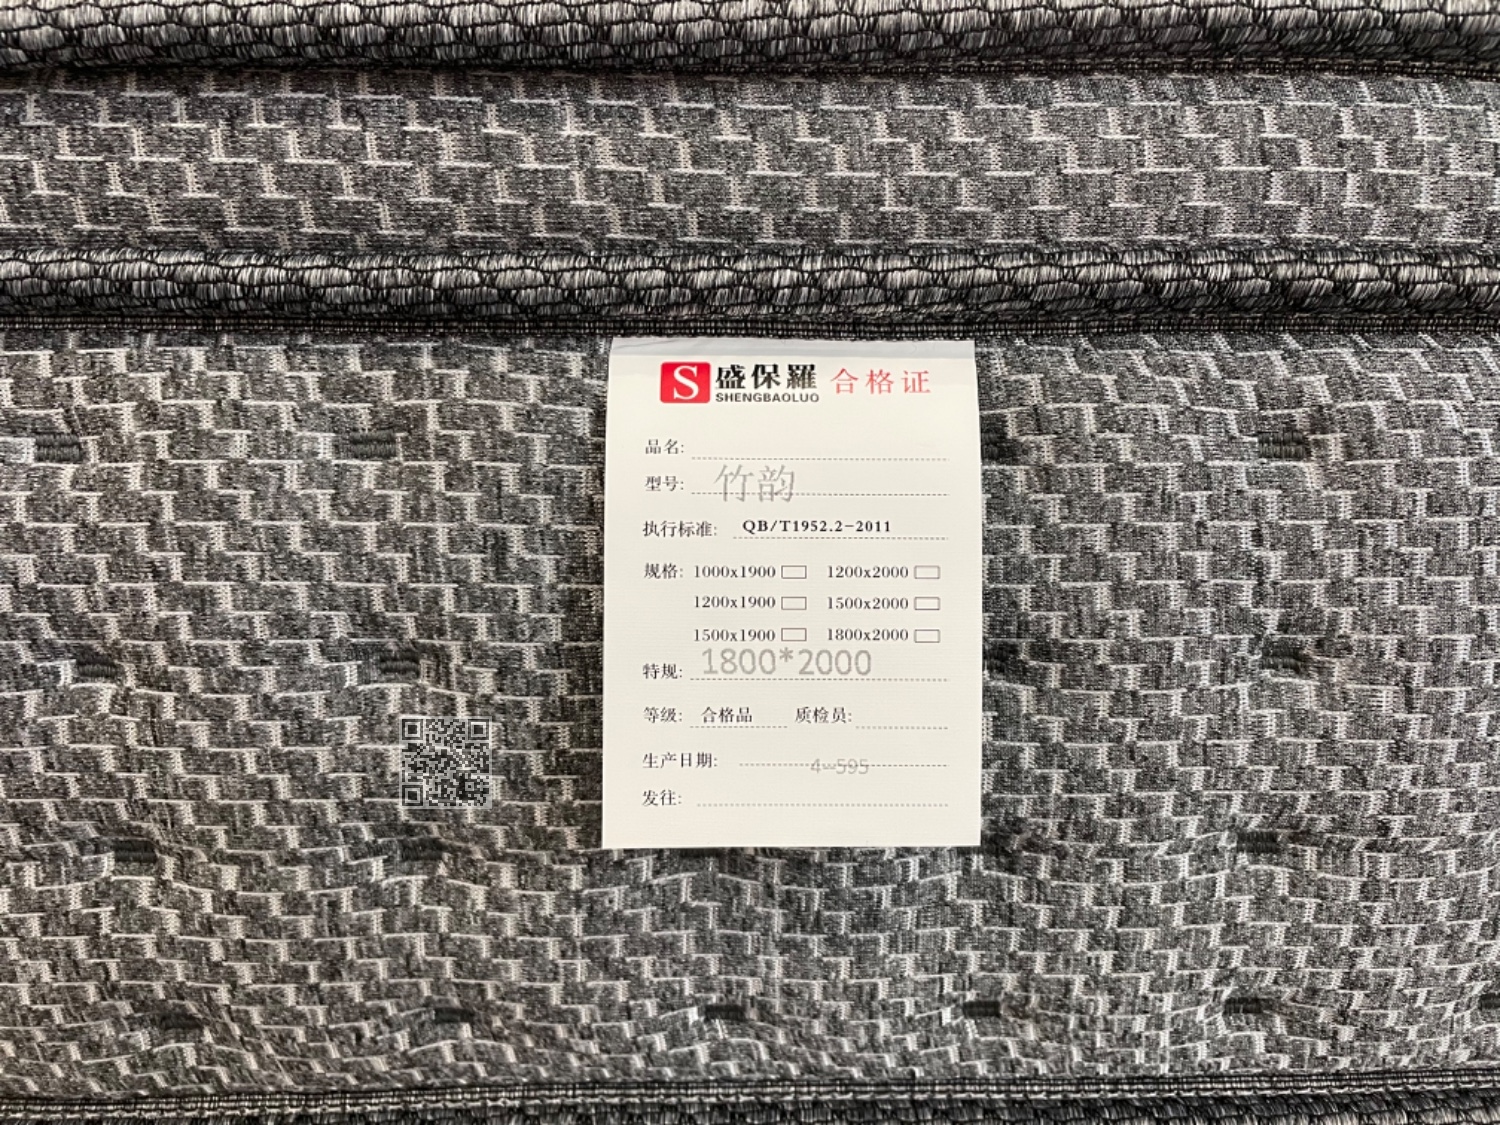 S 盛保羅 合格证
SHENGBAOLUO
品名:
型号: 竹韵
执行标准: QB/T1952.2-2011
规格: 1000x1900 1200x2000
1200x1900 1500x2000
1500x1900 1800x2000
特规: 1800*2000
等级: 合格品 质检员:
生产日期: 4-595
发往: